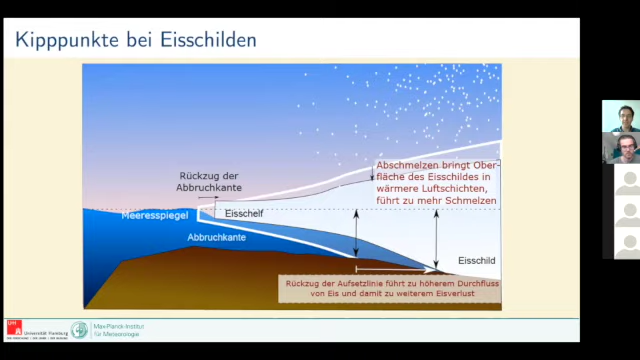 Kipppunkte bei Eisschilden
Rückzug der
Abbruchkante
Abschmelzen bringt Ober-
fläche des Eisschildes in
wärmere Luftschichten,
führt zu mehr Schmelzen
Meeresspiegel
Eisschelf
Abbruchkante
Eisschild
Rückzug der Aufsetzlinie führt zu höherem Durchfluss
von Eis und damit zu weiterem Eisverlust
Max-Planck-Institut
für Meteorologie